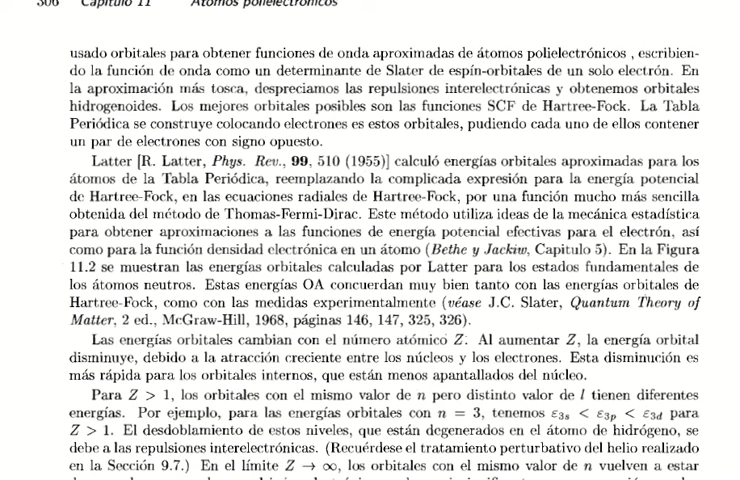 306 Capítulo 11 Átomos polielectrónicos
usado orbitales para obtener funciones de onda aproximadas de átomos polielectrónicos , escribien-
do la función de onda como un determinante de Slater de espín-orbitales de un solo electrón. En
la aproximación más tosca, despreciamos las repulsiones interelectrónicas y obtenemos orbitales
hidrogenoides. Los mejores orbitales posibles son las funciones SCF de Hartree-Fock. La Tabla
Periódica se construye colocando electrones es estos orbitales, pudiendo cada uno de ellos contener
un par de electrones con signo opuesto.
Latter [R. Latter, Phys. Rev., 99, 510 (1955)] calculó energías orbitales aproximadas para los
átomos de la Tabla Periódica, reemplazando la complicada expresión para la energía potencial
de Hartree-Fock, en las ecuaciones radiales de Hartree-Fock, por una función mucho más sencilla
obtenida del método de Thomas-Fermi-Dirac. Este método utiliza ideas de la mecánica estadística
para obtener aproximaciones a las funciones de energía potencial efectivas para el electrón, así
como para la función densidad electrónica en un átomo (Bethe y Jackiw, Capitulo 5). En la Figura
11.2 se muestran las energías orbitales calculadas por Latter para los estados fundamentales de
los átomos neutros. Estas energías OA concuerdan muy bien tanto con las energías orbitales de
Hartree-Fock, como con las medidas experimentalmente (véase J.C. Slater, Quantum Theory of
Matter, 2 ed., McGraw-Hill, 1968, páginas 146, 147, 325, 326).
Las energías orbitales cambian con el número atómico Z. Al aumentar Z, la energía orbital
disminuye, debido a la atracción creciente entre los núcleos y los electrones. Esta disminución es
más rápida para los orbitales internos, que están menos apantallados del núcleo.
Para Z > 1, los orbitales con el mismo valor de n pero distinto valor de l tienen diferentes
energías. Por ejemplo, para las energías orbitales con n = 3, tenemos ε3s < ε3p < ε3d para
Z > 1. El desdoblamiento de estos niveles, que están degenerados en el átomo de hidrógeno, se
debe a las repulsiones interelectrónicas. (Recuérdese el tratamiento perturbativo del helio realizado
en la Sección 9.7.) En el límite Z → ∞, los orbitales con el mismo valor de n vuelven a estar